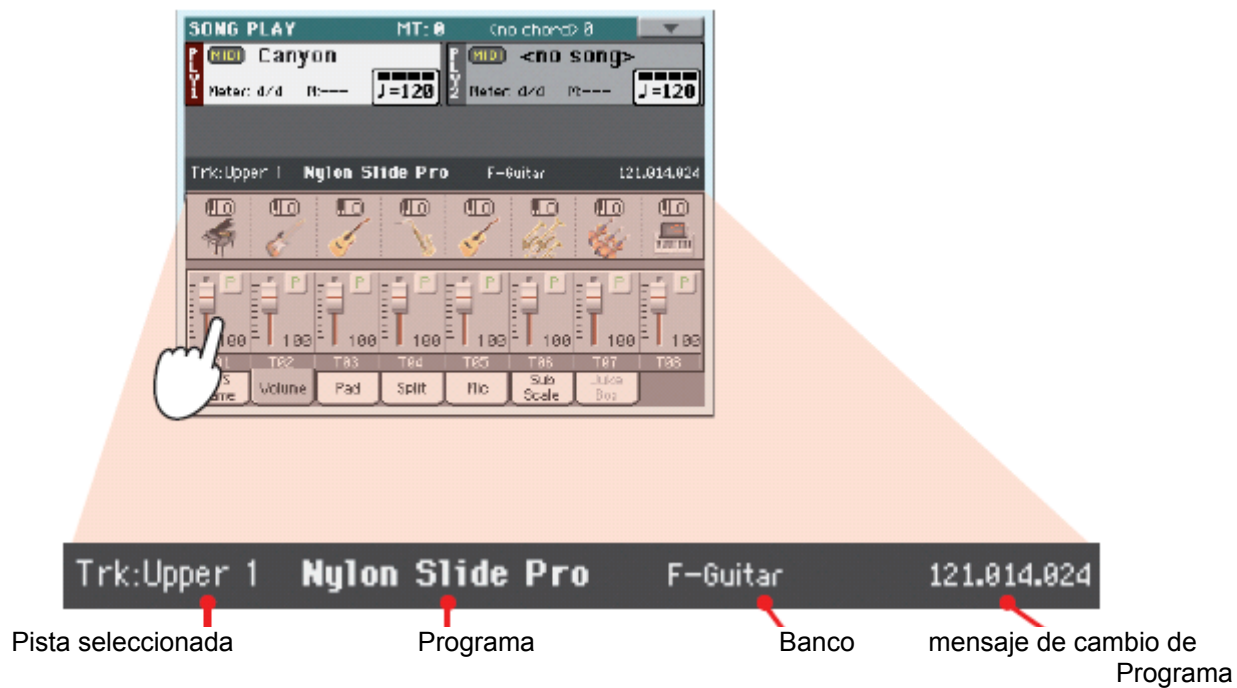 SONG PLAY MT: 0 <no chord> 0
PLY1 MIDI Canyon PLY2 MIDI <no song>
Meter: d/d M:--- ♩=120 Meter: d/d M:--- ♩=120
Trk:Upper 1 Nylon Slide Pro F-Guitar 121.014.024
P P P P P P P P
100 100 100 100 100 100 100 100
T02 T03 T04 T05 T06 T07 T08
Volume Pad Split Mic Sub Scale Juke Box
Trk:Upper 1 Nylon Slide Pro F-Guitar 121.014.024
Pista seleccionada Programa Banco mensaje de cambio de
Programa